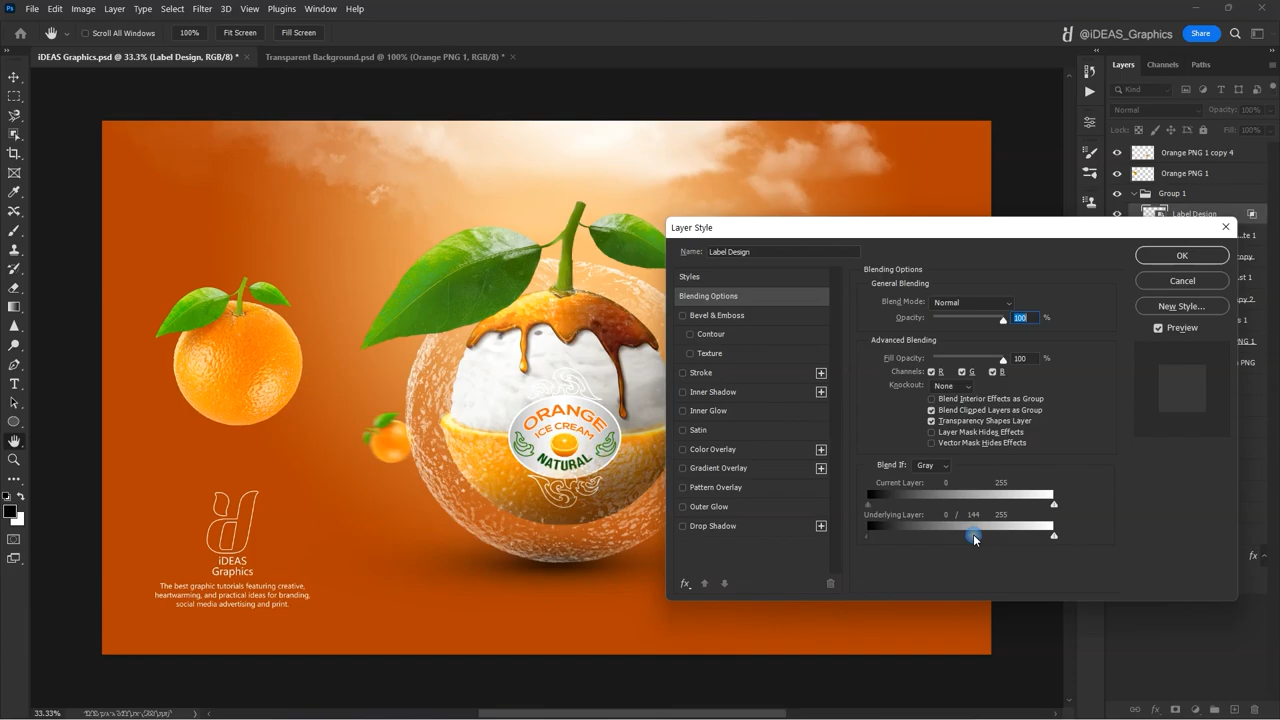 Ps File Edit Image Layer Type Select Filter 3D View Plugins Window Help
Scroll All Windows 100% Fit Screen Fill Screen @iDEAS_Graphics Share
iDEAS Graphics.psd @ 33.3% (Label Design, RGB/8) * Transparent Background.psd @ 100% (Orange PNG 1, RGB/8) *
Layers Channels Paths
Kind
Normal Opacity: 100%
Lock: Fill: 100%
Orange PNG 1 copy 4
Orange PNG 1
Group 1
Label Design
Layer Style
Name: Label Design
Styles
Blending Options
Bevel & Emboss
Contour
Texture
Stroke
Inner Shadow
Inner Glow
Satin
Color Overlay
Gradient Overlay
Pattern Overlay
Outer Glow
Drop Shadow
fx
Blending Options
General Blending
Blend Mode: Normal
Opacity: 100 %
Advanced Blending
Fill Opacity: 100 %
Channels: R G B
Knockout: None
Blend Interior Effects as Group
Blend Clipped Layers as Group
Transparency Shapes Layer
Layer Mask Hides Effects
Vector Mask Hides Effects
Blend If: Gray
Current Layer: 0 255
Underlying Layer: 0 / 144 255
OK
Cancel
New Style...
Preview
ORANGE
ICE CREAM
NATURAL
iDEAS
Graphics
The best graphic tutorials featuring creative,
heartwarming, and practical ideas for branding,
social media advertising and print.
33.33%